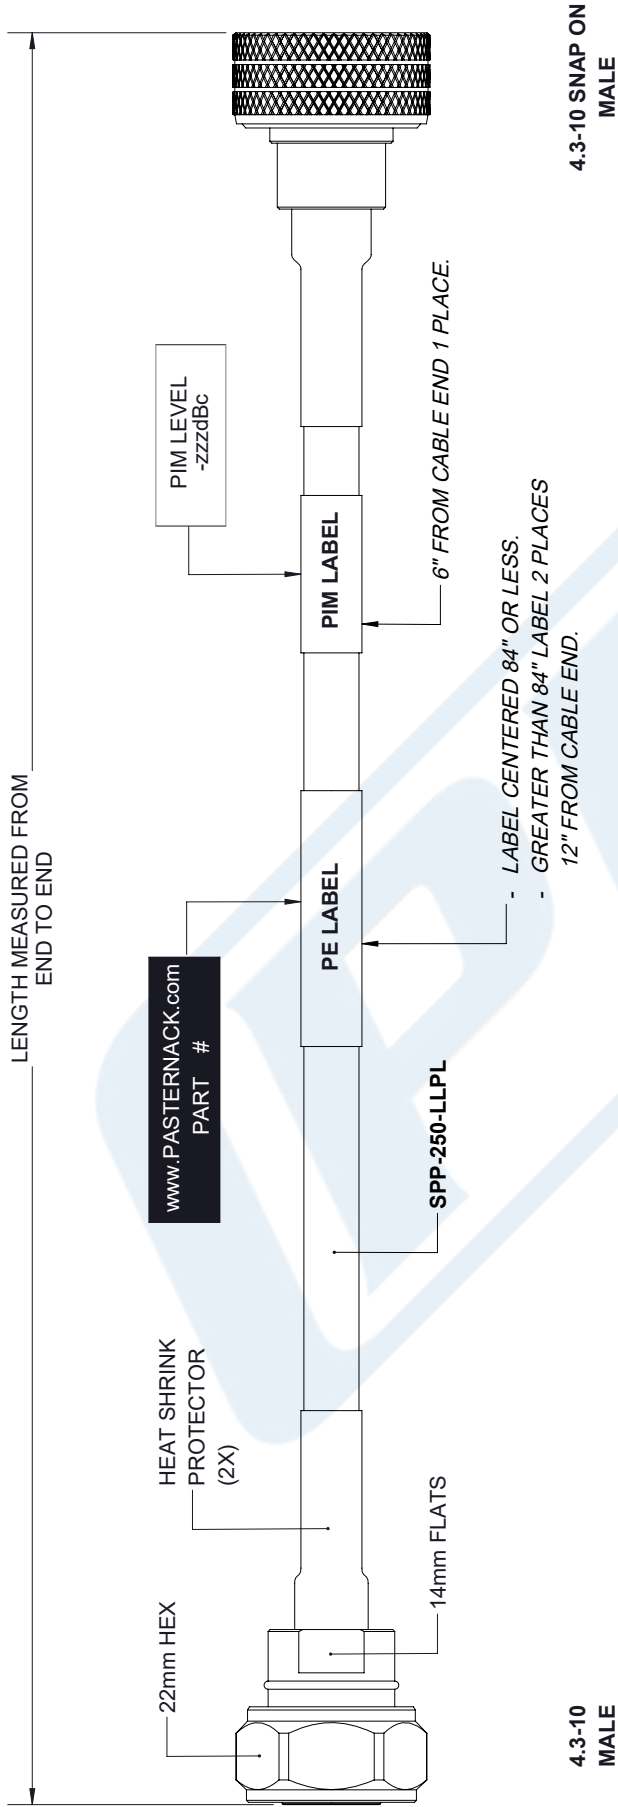 LENGTH MEASURED FROM
END TO END
22mm HEX
HEAT SHRINK
PROTECTOR
(2X)
www.PASTERNACK.com
PART #
PIM LEVEL
-zzzdBc
PE LABEL
PIM LABEL
14mm FLATS
SPP-250-LLPL
6" FROM CABLE END 1 PLACE.
- LABEL CENTERED 84" OR LESS.
- GREATER THAN 84" LABEL 2 PLACES
12" FROM CABLE END.
4.3-10
MALE
4.3-10 SNAP ON
MALE